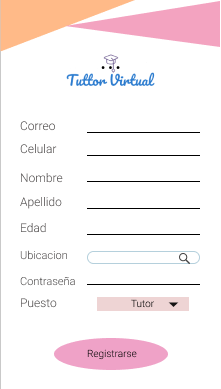 Tuttor Virtual
Correo
Celular
Nombre
Apellido
Edad
Ubicacion
Contraseña
Puesto Tutor
Registrarse